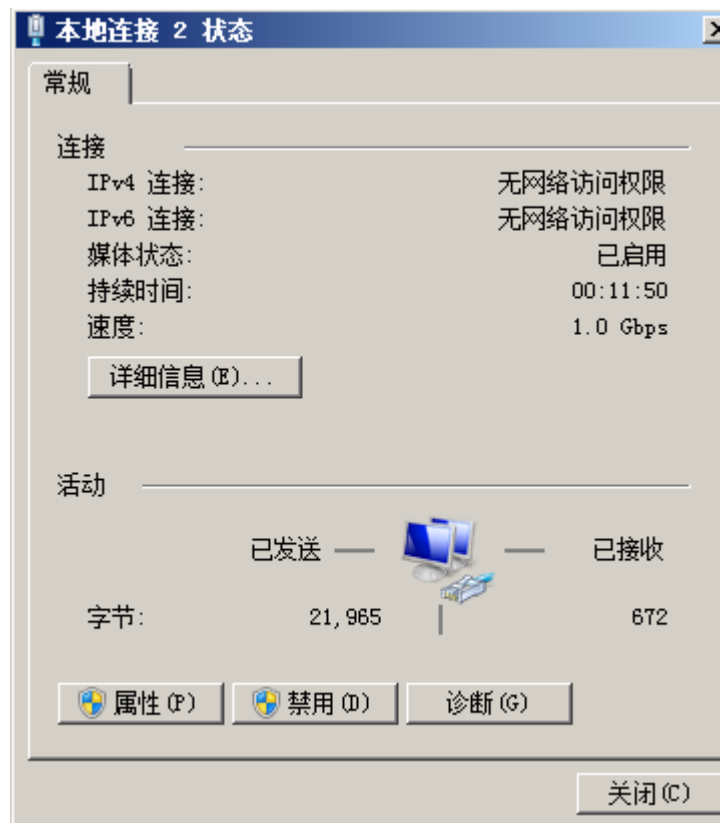 本地连接 2 状态
常规
连接
IPv4 连接: 无网络访问权限
IPv6 连接: 无网络访问权限
媒体状态: 已启用
持续时间: 00:11:50
速度: 1.0 Gbps
详细信息(E)...
活动
已发送 — — 已接收
字节: 21,965 672
属性(P) 禁用(D) 诊断(G)
关闭(C)